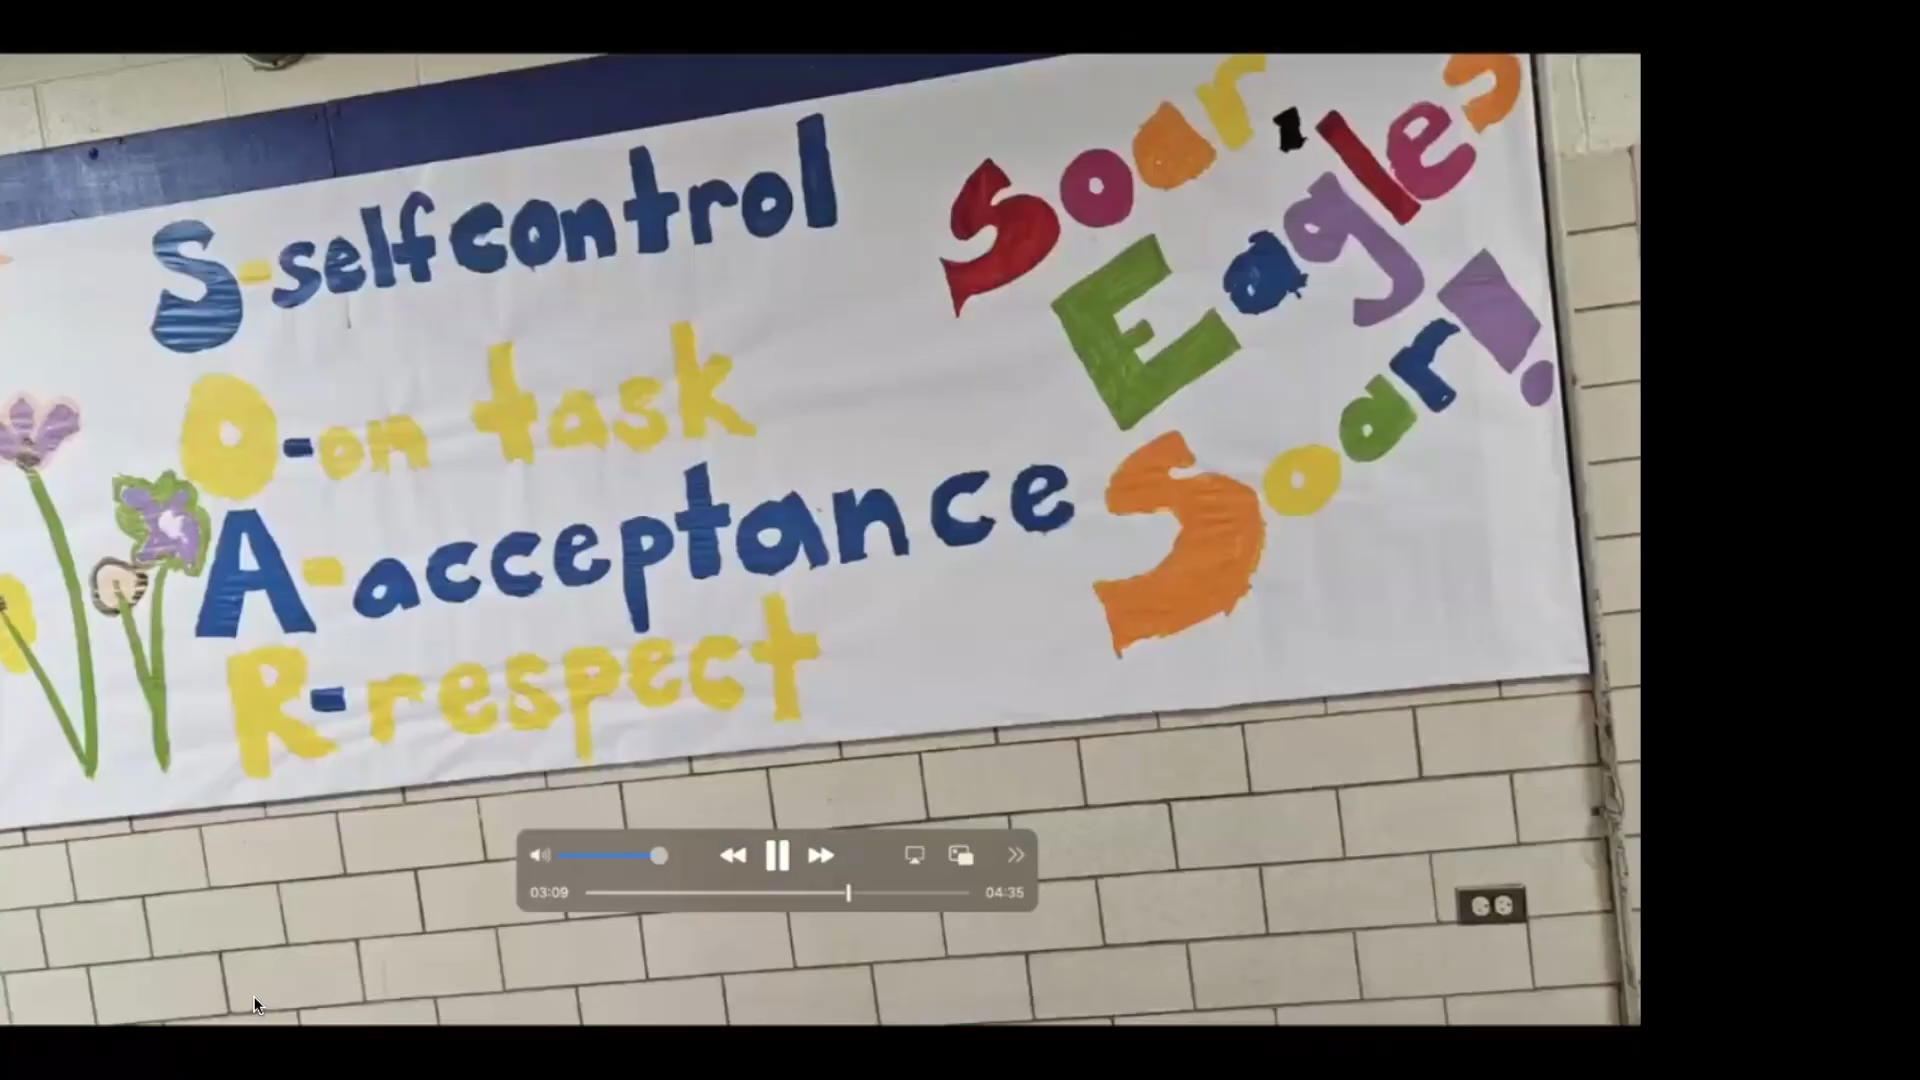 S-selfcontrol
O-on task
A-acceptance
R-respect
Soar,
Eagles
Soar!
03:09
04:35